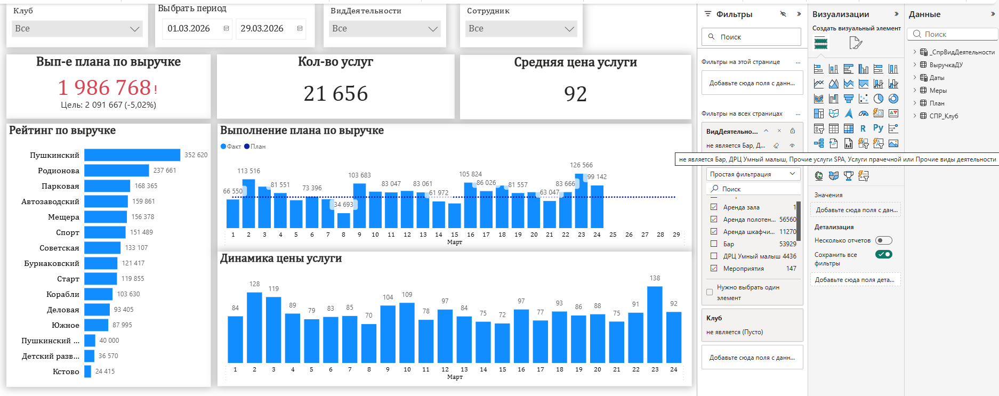 Клуб
Все
Выбрать период
01.03.2026
29.03.2026
ВидДеятельности
Все
Сотрудник
Все
Вып-е плана по выручке
1 986 768!
Цель: 2 091 667 (-5,02%)
Кол-во услуг
21 656
Средняя цена услуги
92
Рейтинг по выручке
Пушкинский 352 620
Родионова 237 661
Парковая 168 365
Автозаводский 159 861
Мещера 156 378
Спорт 151 489
Советская 133 107
Бурнаковский 121 417
Старт 119 855
Корабли 103 630
Деловая 93 405
Южное 87 995
Пушкинский ... 40 000
Детский разв... 36 570
Кстово 24 415
Выполнение плана по выручке
Факт План
66 550 113 516 81 551 73 396 34 693 103 683 83 047 83 061 61 972 105 824 86 026 81 557 63 047 83 666 126 566 99 142
1 2 3 4 5 6 7 8 9 10 11 12 13 14 15 16 17 18 19 20 21 22 23 24 25 26 27 28 29
Март
Динамика цены услуги
84 128 119 89 79 83 85 70 104 109 78 97 84 75 72 97 77 93 86 88 75 91 138 92
1 2 3 4 5 6 7 8 9 10 11 12 13 14 15 16 17 18 19 20 21 22 23 24
Март
Фильтры
Поиск
Фильтры на этой странице ...
Добавьте сюда поля с данн...
Фильтры на всех страницах ...
ВидДеятельно...
не является Бар, Д...
не является Бар, ДРЦ Умный малыш, Прочие услуги SPA, Услуги прачечной или Прочие виды деятельности
Простая фильтрация
Поиск
Аренда зала 1
Аренда полотен... 56560
Аренда шкафчи... 11270
Бар 53929
ДРЦ Умный малыш 4436
Мероприятия 147
Нужно выбрать один
элемент
Клуб
не является (Пусто)
Добавьте сюда поля с данн...
Визуализации
Создать визуальный элемент
123
R
Py
Значения
Добавьте сюда поля с дан...
Детализация
Несколько отчетов
Сохранить все
фильтры
Добавьте сюда поля дета...
Данные
Поиск
_СпрВидДеятельности
ВыручкаДУ
Даты
Меры
План
СПР_Клуб